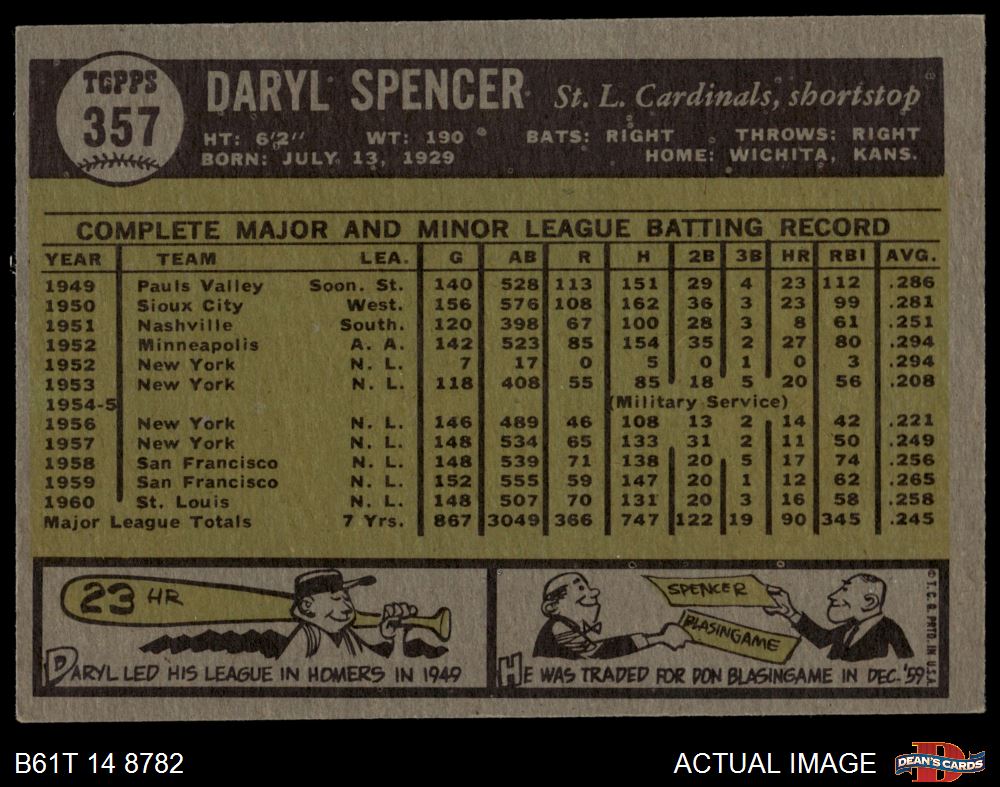 TOPPS
357
DARYL SPENCER St. L. Cardinals, shortstop
HT: 6'2" WT: 190 BATS: RIGHT THROWS: RIGHT
BORN: JULY 13, 1929 HOME: WICHITA, KANS.
COMPLETE MAJOR AND MINOR LEAGUE BATTING RECORD
YEAR TEAM LEA. G AB R H 2B 3B HR RBI AVG.
1949 Pauls Valley Soon. St. 140 528 113 151 29 4 23 112 .286
1950 Sioux City West. 156 576 108 162 36 3 23 99 .281
1951 Nashville South. 120 398 67 100 28 3 8 61 .251
1952 Minneapolis A. A. 142 523 85 154 35 2 27 80 .294
1952 New York N. L. 7 17 0 5 0 1 0 3 .294
1953 New York N. L. 118 408 55 85 18 5 20 56 .208
1954-5 (Military Service)
1956 New York N. L. 146 489 46 108 13 2 14 42 .221
1957 New York N. L. 148 534 65 133 31 2 11 50 .249
1958 San Francisco N. L. 148 539 71 138 20 5 17 74 .256
1959 San Francisco N. L. 152 555 59 147 20 1 12 62 .265
1960 St. Louis N. L. 148 507 70 131 20 3 16 58 .258
Major League Totals 7 Yrs. 867 3049 366 747 122 19 90 345 .245
23 HR
DARYL LED HIS LEAGUE IN HOMERS IN 1949
SPENCER
BLASINGAME
HE WAS TRADED FOR DON BLASINGAME IN DEC. '59
© T. C. G. PRTD. IN U.S.A.
B61T 14 8782
ACTUAL IMAGE
D
DEAN'S CARDS